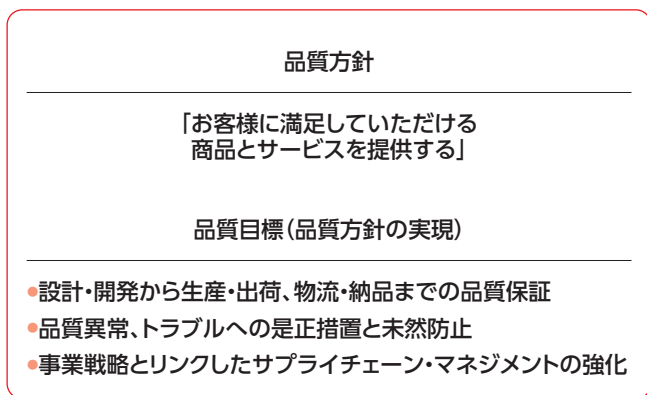 品質方針
「お客様に満足していただける
商品とサービスを提供する」
品質目標（品質方針の実現）
●設計・開発から生産・出荷、物流・納品までの品質保証
●品質異常、トラブルへの是正措置と未然防止
●事業戦略とリンクしたサプライチェーン・マネジメントの強化